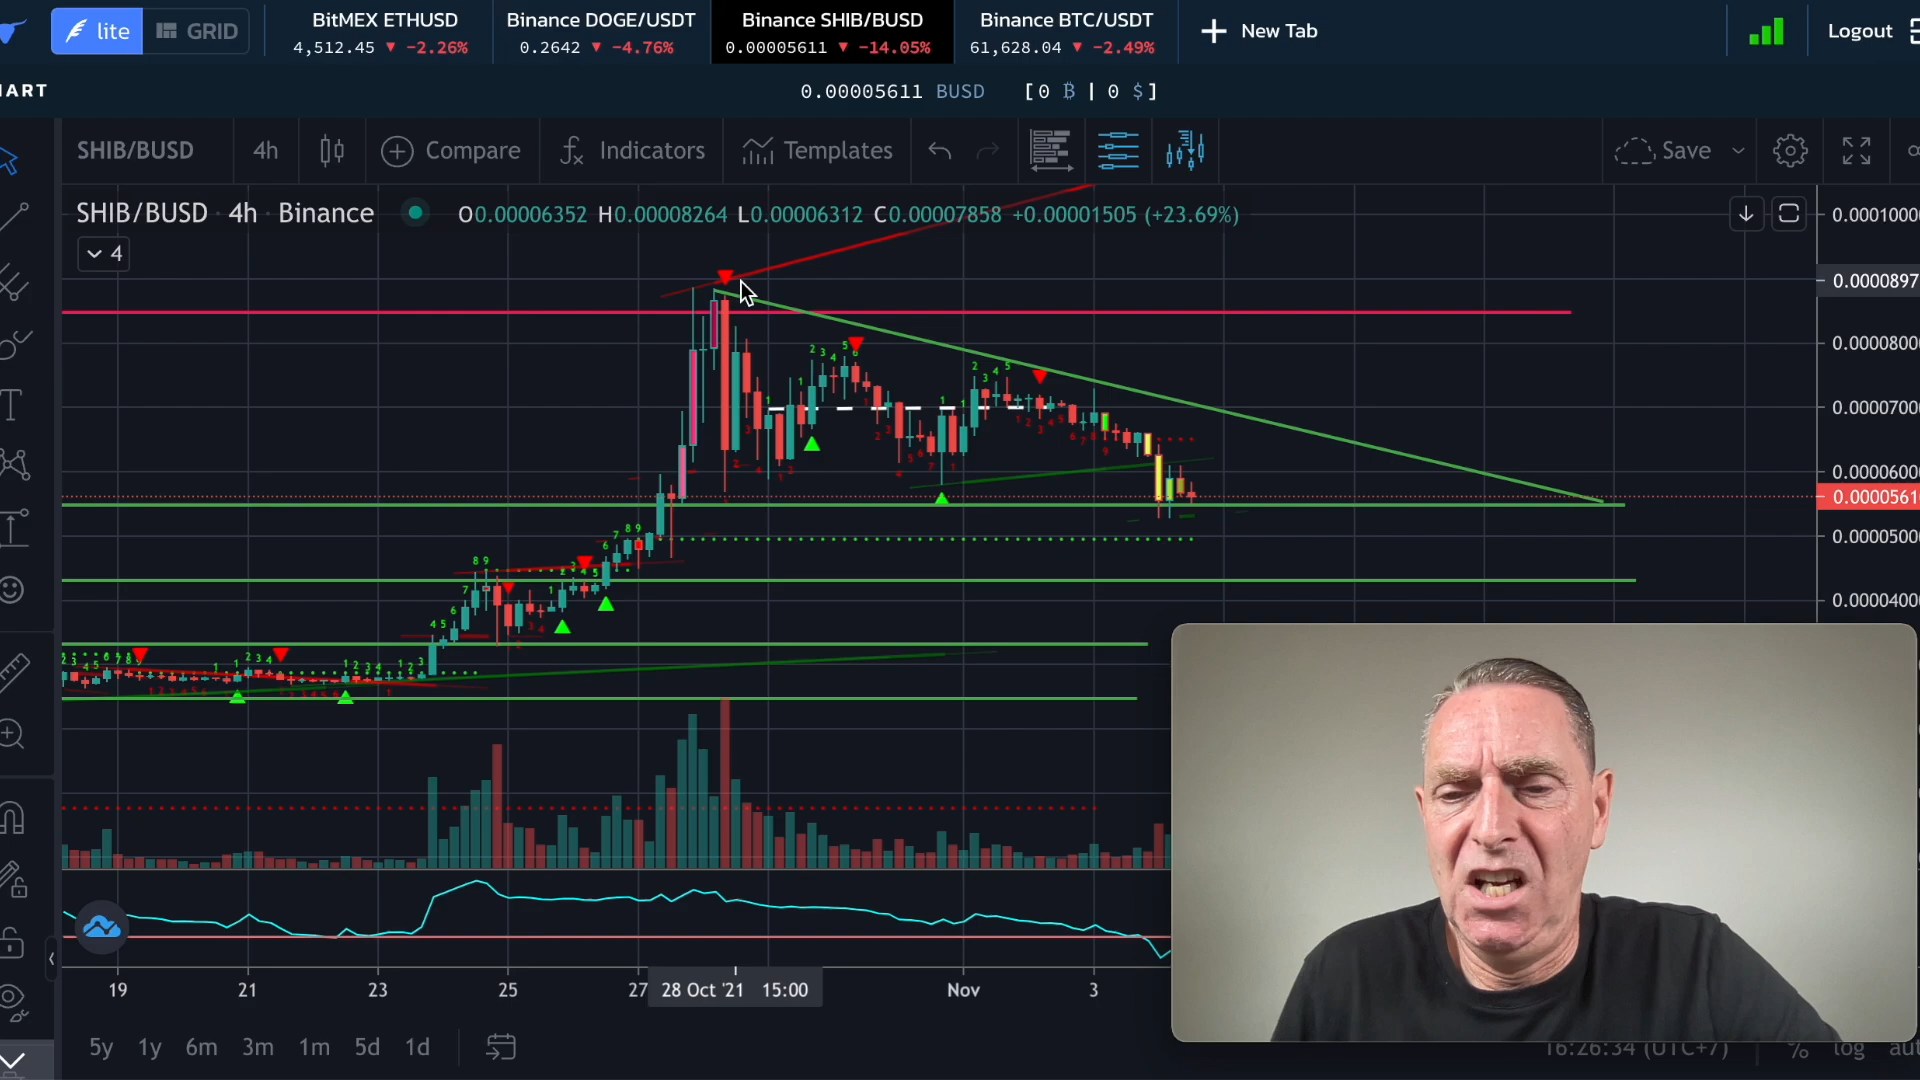 lite GRID
BitMEX ETHUSD
4,512.45 ▼ -2.26%
Binance DOGE/USDT
0.2642 ▼ -4.76%
Binance SHIB/BUSD
0.00005611 ▼ -14.05%
Binance BTC/USDT
61,628.04 ▼ -2.49%
+ New Tab
Logout
ART
0.00005611 BUSD [0 ₿ | 0 $]
SHIB/BUSD 4h Compare Indicators Templates Save
SHIB/BUSD · 4h · Binance O0.00006352 H0.00008264 L0.00006312 C0.00007858 +0.00001505 (+23.69%)
4
0.0001000
0.0000897
0.0000800
0.0000700
0.0000600
0.0000561
0.0000500
0.0000400
19 21 23 25 27 28 Oct '21 15:00 Nov 3
5y 1y 6m 3m 1m 5d 1d
16:26:34 (UTC+7) % log aut